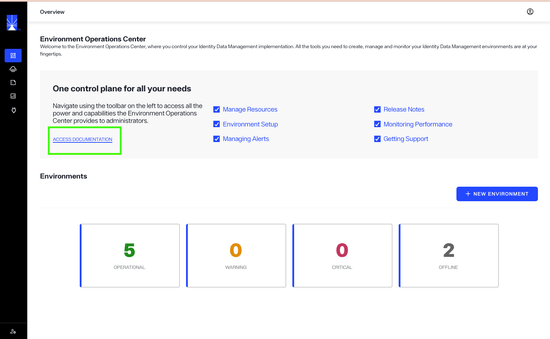 Overview
Environment Operations Center
Welcome to the Environment Operations Center, where you control your Identity Data Management implementation. All the tools you need to create, manage and monitor your Identity Data Management environments are at your
fingertips.
One control plane for all your needs
Navigate using the toolbar on the left to access all the
power and capabilities the Environment Operations
Center provides to administrators.
ACCESS DOCUMENTATION
Manage Resources
Environment Setup
Managing Alerts
Release Notes
Monitoring Performance
Getting Support
Environments
+ NEW ENVIRONMENT
5
OPERATIONAL
0
WARNING
0
CRITICAL
2
OFFLINE